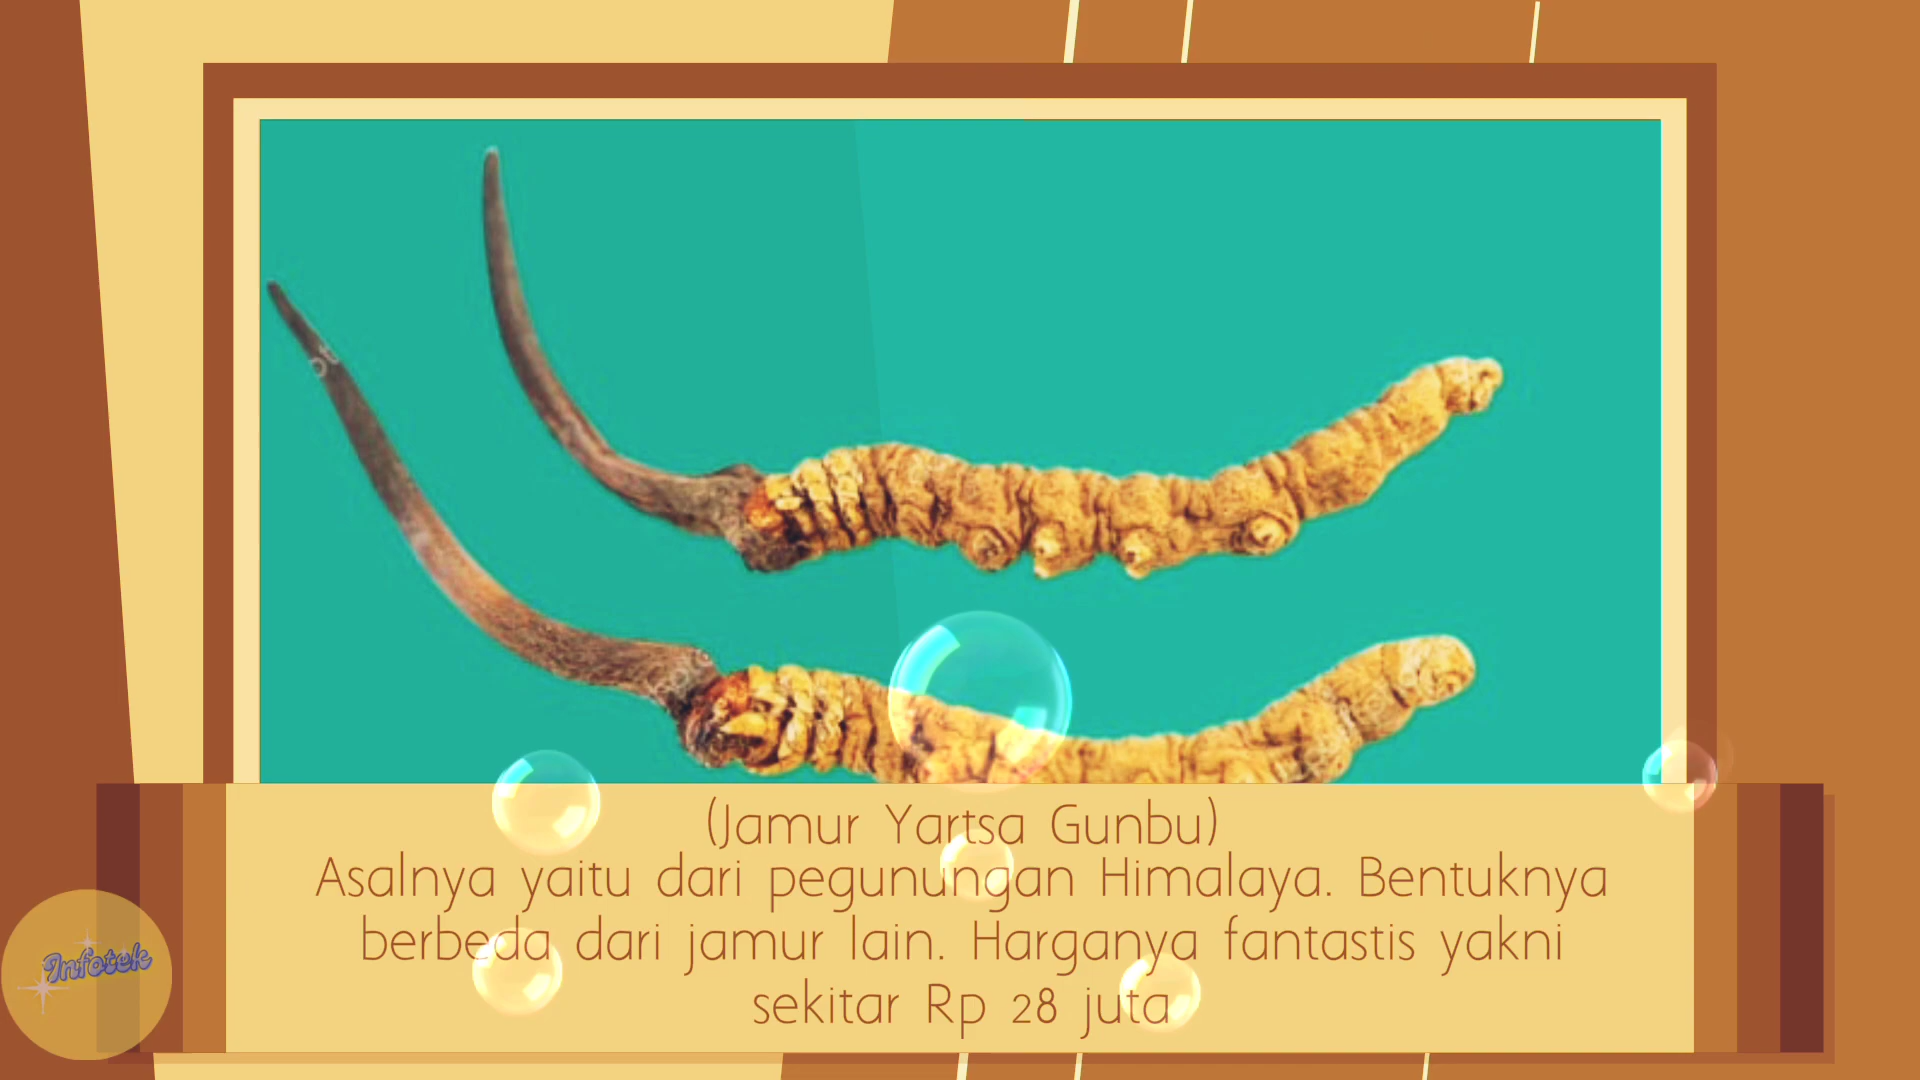 (Jamur Yartsa Gunbu)
Asalnya yaitu dari pegunungan Himalaya. Bentuknya
berbeda dari jamur lain. Harganya fantastis yakni
sekitar Rp 28 juta
Infotek